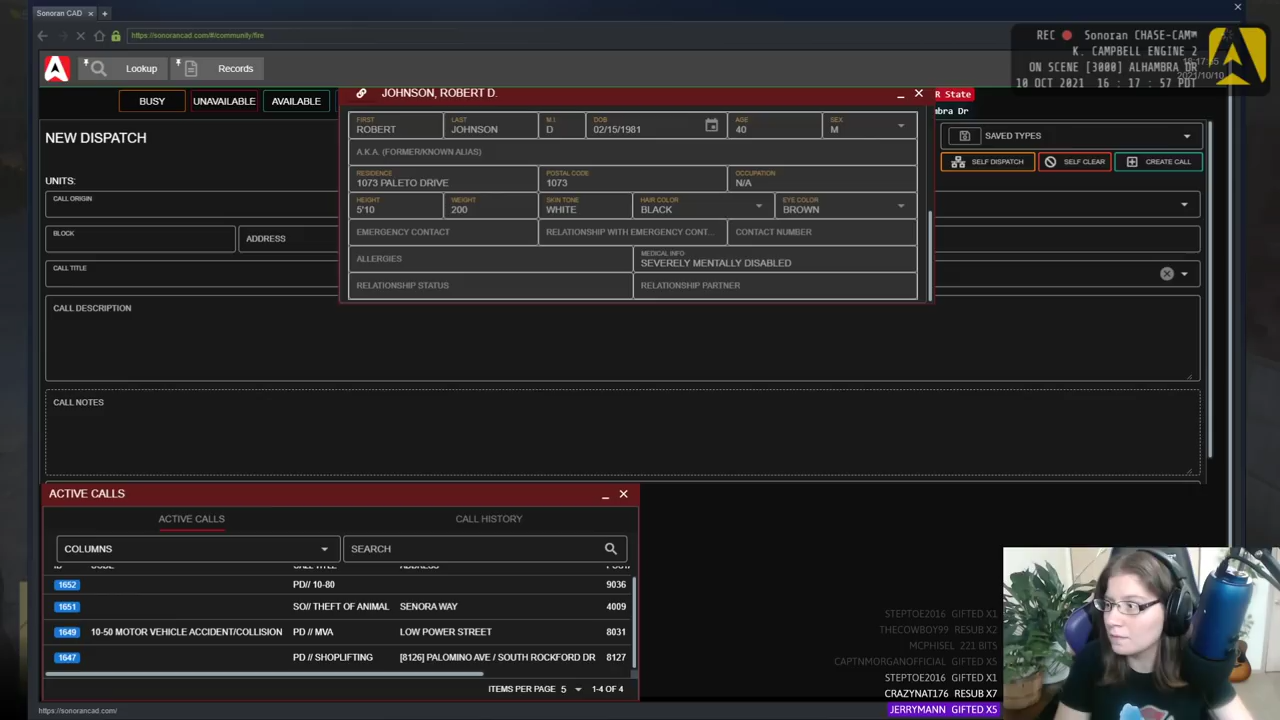 Sonoran CAD
https://sonorancad.com/#/community/fire
REC Sonoran CHASE-CAM
K. CAMPBELL ENGINE 2
ON SCENE [3000] ALHAMBRA DR
10 OCT 2021 16 : 17 : 57 PDT
2021/10/10
Lookup
Records
BUSY
UNAVAILABLE
AVAILABLE
JOHNSON, ROBERT D.
R State
bra Dr
FIRST
ROBERT
LAST
JOHNSON
M.I.
D
DOB
02/15/1981
AGE
40
SEX
M
A.K.A. (FORMER/KNOWN ALIAS)
RESIDENCE
1073 PALETO DRIVE
POSTAL CODE
1073
OCCUPATION
N/A
HEIGHT
5'10
WEIGHT
200
SKIN TONE
WHITE
HAIR COLOR
BLACK
EYE COLOR
BROWN
EMERGENCY CONTACT
RELATIONSHIP WITH EMERGENCY CONT...
CONTACT NUMBER
ALLERGIES
MEDICAL INFO
SEVERELY MENTALLY DISABLED
RELATIONSHIP STATUS
RELATIONSHIP PARTNER
NEW DISPATCH
SAVED TYPES
SELF DISPATCH
SELF CLEAR
CREATE CALL
UNITS:
CALL ORIGIN
BLOCK
ADDRESS
CALL TITLE
CALL DESCRIPTION
CALL NOTES
ACTIVE CALLS
ACTIVE CALLS
CALL HISTORY
COLUMNS
SEARCH
1652 PD// 10-80 9036
1651 SO// THEFT OF ANIMAL SENORA WAY 4009
1649 10-50 MOTOR VEHICLE ACCIDENT/COLLISION PD // MVA LOW POWER STREET 8031
1647 PD // SHOPLIFTING [8126] PALOMINO AVE / SOUTH ROCKFORD DR 8127
ITEMS PER PAGE 5 1-4 OF 4
https://sonorancad.com/
STEPTOE2016 GIFTED X1
THECOWBOY99 RESUB X2
MCPHISEL 221 BITS
CAPTNMORGANOFFICIAL GIFTED X5
STEPTOE2016 GIFTED X1
CRAZYNAT176 RESUB X7
JERRYMANN GIFTED X5